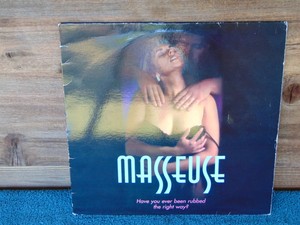 MASSEUSE
Have you ever been rubbed
the right way?